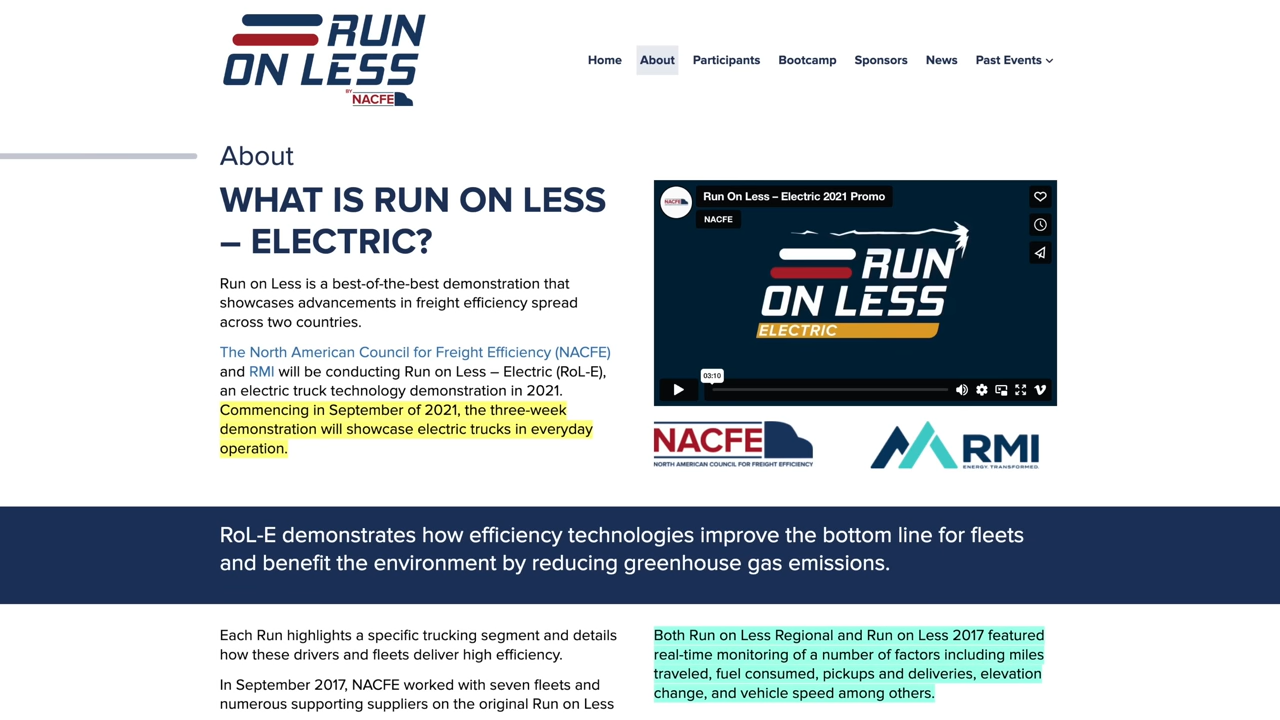 RUN
ON LESS
BY NACFE
Home About Participants Bootcamp Sponsors News Past Events
About
WHAT IS RUN ON LESS
– ELECTRIC?
Run on Less is a best-of-the-best demonstration that
showcases advancements in freight efficiency spread
across two countries.
The North American Council for Freight Efficiency (NACFE)
and RMI will be conducting Run on Less – Electric (RoL-E),
an electric truck technology demonstration in 2021.
Commencing in September of 2021, the three-week
demonstration will showcase electric trucks in everyday
operation.
NACFE
Run On Less – Electric 2021 Promo
NACFE
RUN
ON LESS
ELECTRIC
03:10
NACFE
NORTH AMERICAN COUNCIL FOR FREIGHT EFFICIENCY
RMI
ENERGY. TRANSFORMED.
RoL-E demonstrates how efficiency technologies improve the bottom line for fleets
and benefit the environment by reducing greenhouse gas emissions.
Each Run highlights a specific trucking segment and details
how these drivers and fleets deliver high efficiency.
In September 2017, NACFE worked with seven fleets and
numerous supporting suppliers on the original Run on Less
Both Run on Less Regional and Run on Less 2017 featured
real-time monitoring of a number of factors including miles
traveled, fuel consumed, pickups and deliveries, elevation
change, and vehicle speed among others.